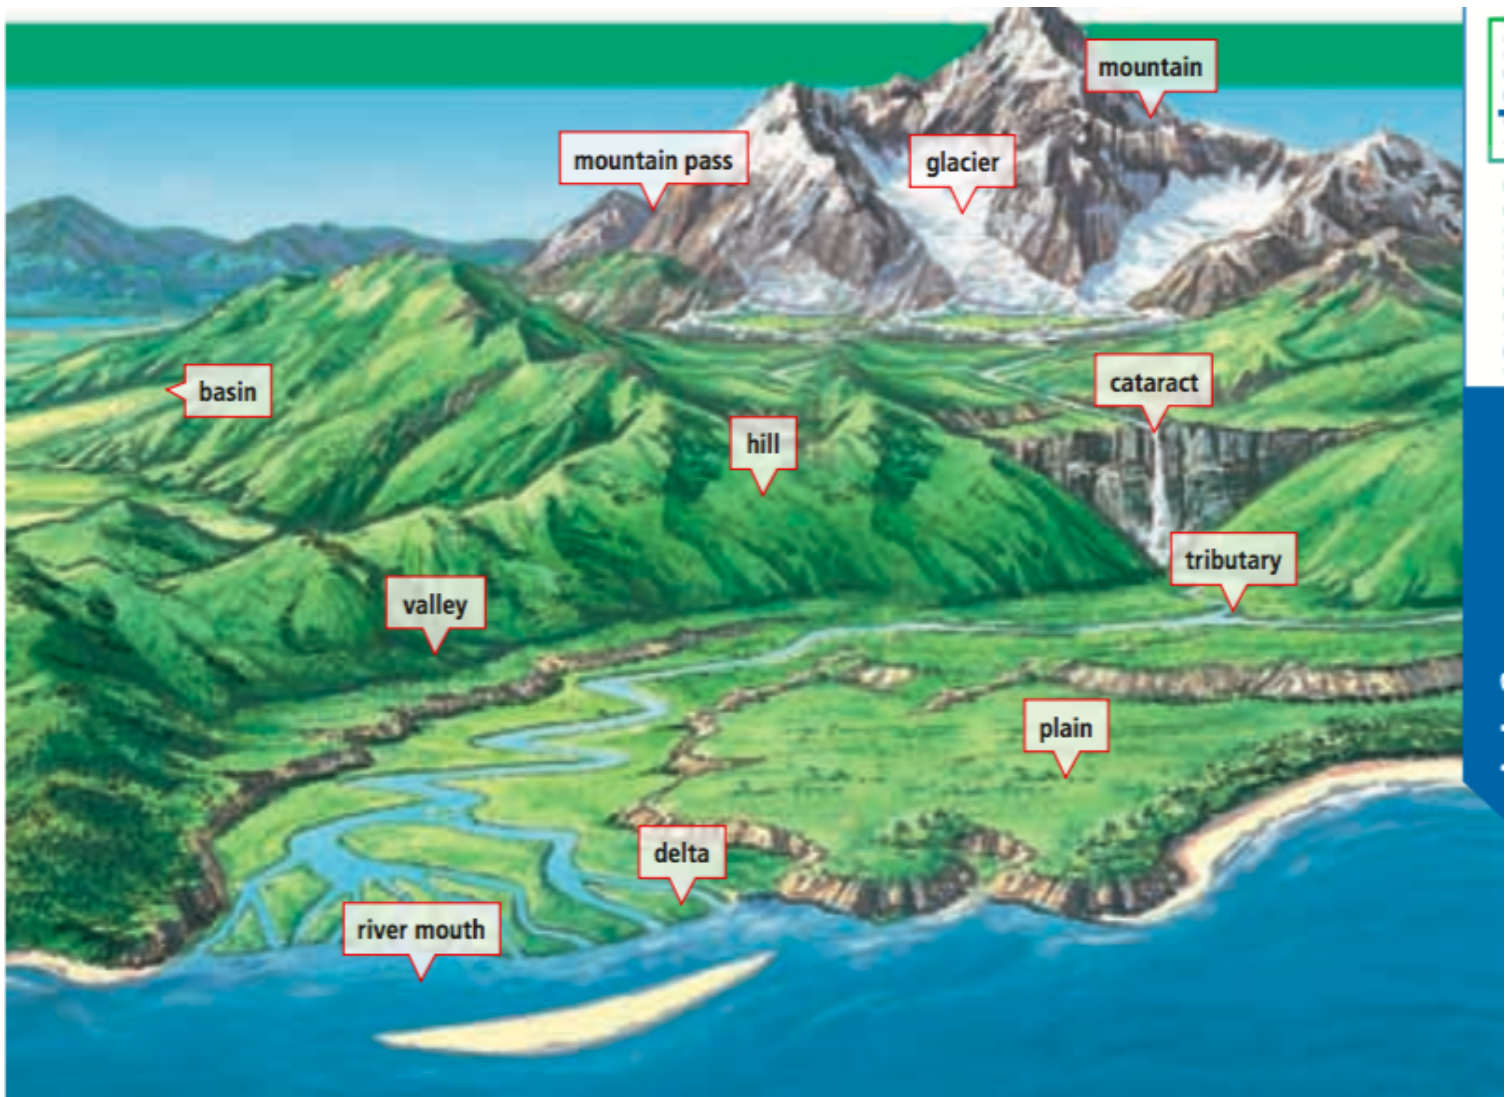 mountain
mountain pass
glacier
basin
cataract
hill
tributary
valley
plain
delta
river mouth